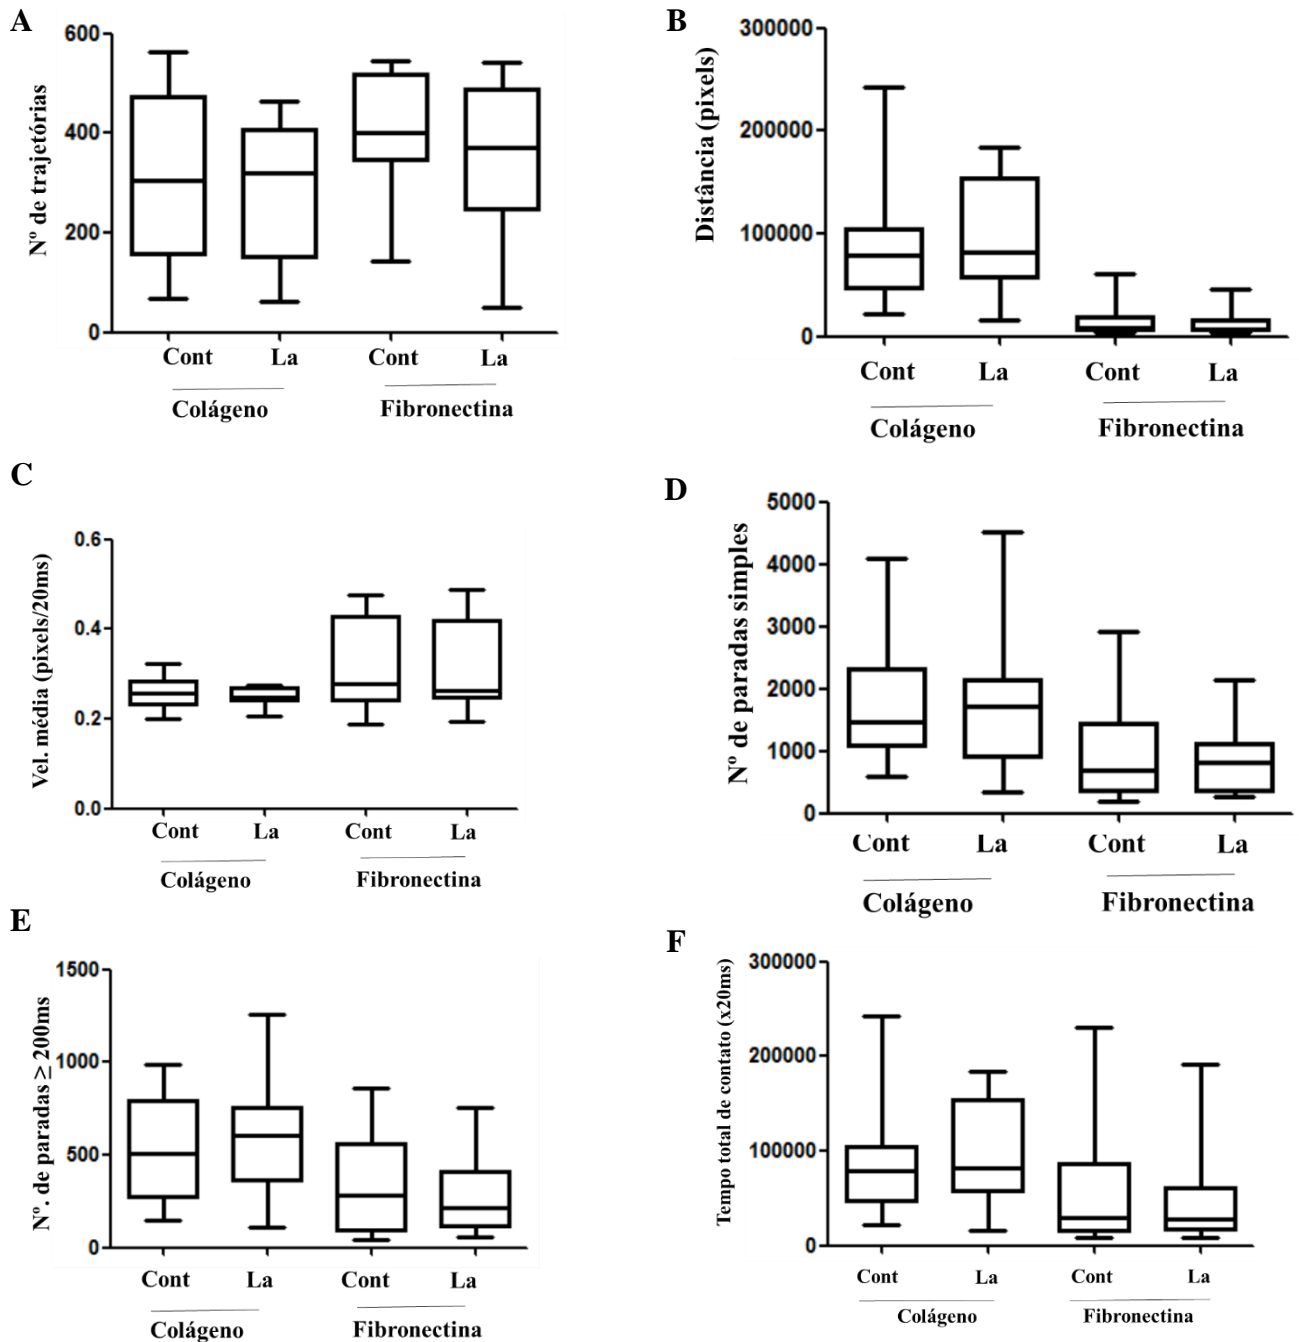 A
Nº de trajetórias
600
400
200
0
Cont La Cont La
Colágeno Fibronectina
B
Distância (pixels)
300000
200000
100000
0
Cont La Cont La
Colágeno Fibronectina
C
Vel. média (pixels/20ms)
0.6
0.4
0.2
0.0
Cont La Cont La
Colágeno Fibronectina
D
Nº de paradas simples
5000
4000
3000
2000
1000
0
Cont La Cont La
Colágeno Fibronectina
E
Nº. de paradas ≥ 200ms
1500
1000
500
0
Cont La Cont La
Colágeno Fibronectina
F
Tempo total de contato (x20ms)
300000
200000
100000
0
Cont La Cont La
Colágeno Fibronectina